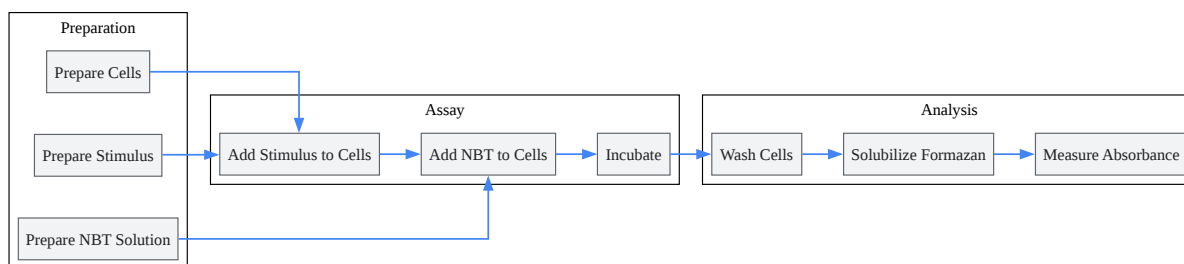 Preparation
Prepare Cells
Prepare Stimulus
Prepare NBT Solution
Assay
Add Stimulus to Cells
Add NBT to Cells
Incubate
Analysis
Wash Cells
Solubilize Formazan
Measure Absorbance